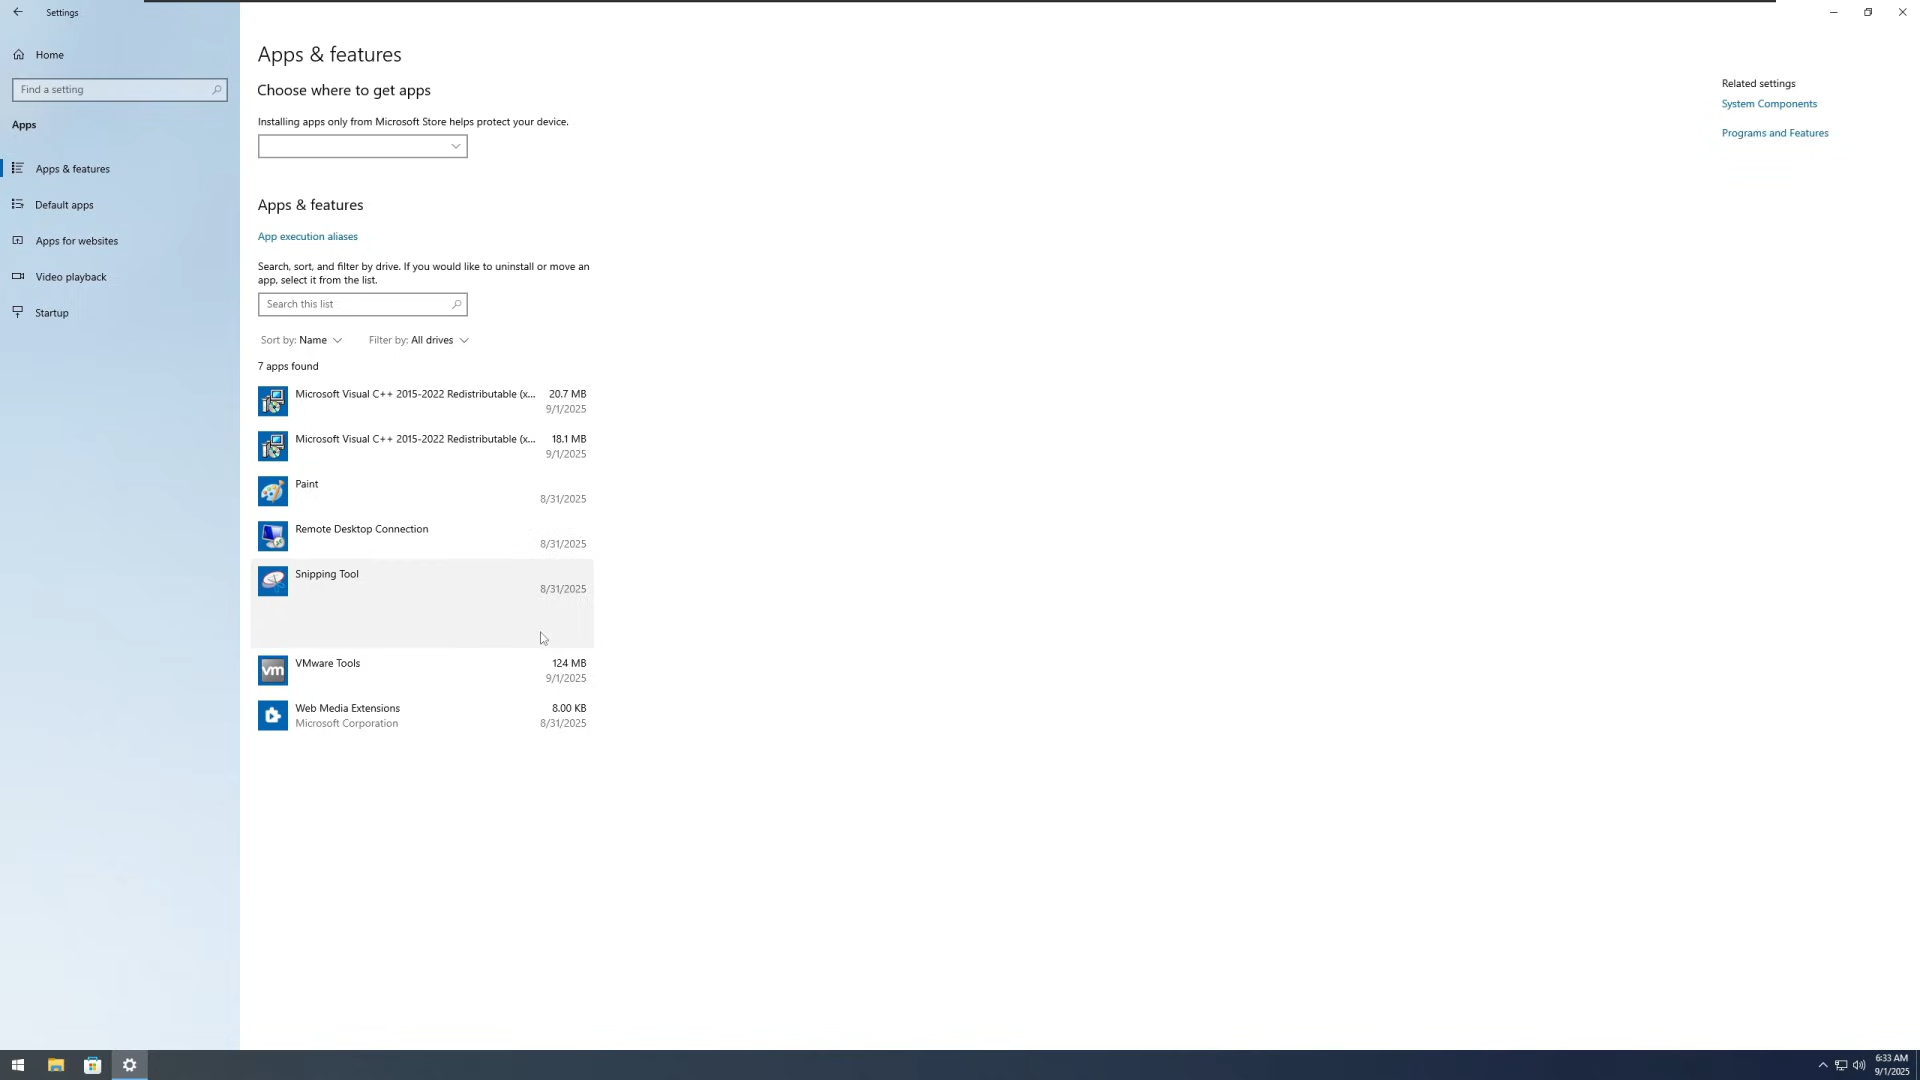 Settings
Home
Find a setting
Apps
Apps & features
Default apps
Apps for websites
Video playback
Startup
Apps & features
Choose where to get apps
Installing apps only from Microsoft Store helps protect your device.
Apps & features
App execution aliases
Search, sort, and filter by drive. If you would like to uninstall or move an
app, select it from the list.
Search this list
Sort by: Name Filter by: All drives
7 apps found
Microsoft Visual C++ 2015-2022 Redistributable (x... 20.7 MB
9/1/2025
Microsoft Visual C++ 2015-2022 Redistributable (x... 18.1 MB
9/1/2025
Paint
8/31/2025
Remote Desktop Connection
8/31/2025
Snipping Tool
8/31/2025
VMware Tools 124 MB
9/1/2025
Web Media Extensions 8.00 KB
Microsoft Corporation 8/31/2025
Related settings
System Components
Programs and Features
vm
6:33 AM
9/1/2025